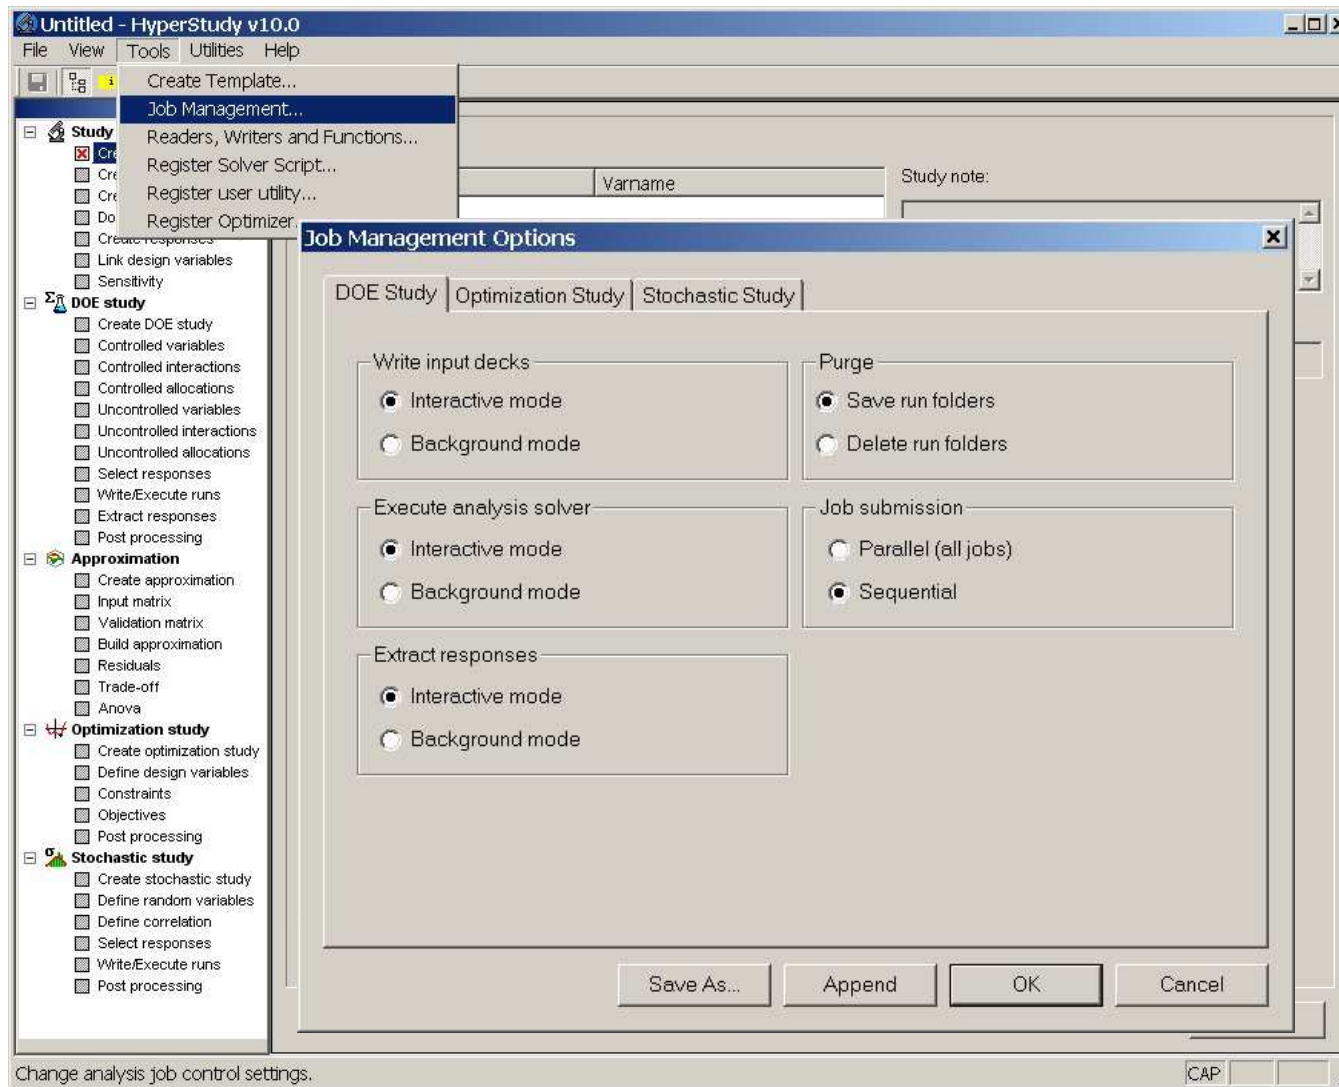 Untitled - HyperStudy v10.0
File View Tools Utilities Help
Create Template...
Job Management...
Readers, Writers and Functions...
Register Solver Script...
Register user utility...
Register Optimizer
Study
Cre
Cre
Cre
Do
Create responses
Link design variables
Sensitivity
DOE study
Create DOE study
Controlled variables
Controlled interactions
Controlled allocations
Uncontrolled variables
Uncontrolled interactions
Uncontrolled allocations
Select responses
Write/Execute runs
Extract responses
Post processing
Approximation
Create approximation
Input matrix
Validation matrix
Build approximation
Residuals
Trade-off
Anova
Optimization study
Create optimization study
Define design variables
Constraints
Objectives
Post processing
Stochastic study
Create stochastic study
Define random variables
Define correlation
Select responses
Write/Execute runs
Post processing
Varname
Study note:
Job Management Options
DOE Study Optimization Study Stochastic Study
Write input decks
Interactive mode
Background mode
Purge
Save run folders
Delete run folders
Execute analysis solver
Interactive mode
Background mode
Job submission
Parallel (all jobs)
Sequential
Extract responses
Interactive mode
Background mode
Save As... Append OK Cancel
Change analysis job control settings. CAP